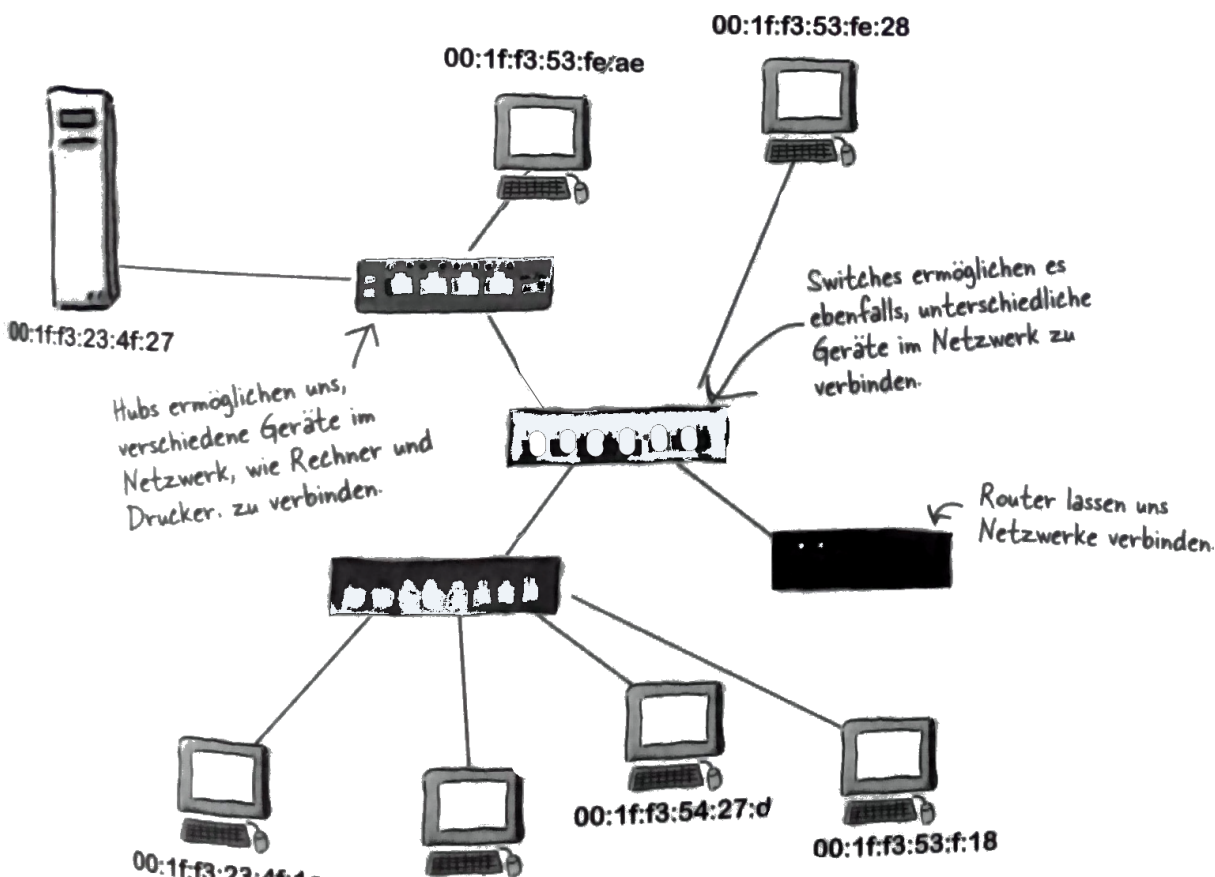 00:1f:f3:53:fe:28
00:1f:f3:53:fe:ae
00:1f:f3:23:4f:27
Switches ermöglichen es
ebenfalls, unterschiedliche
Geräte im Netzwerk zu
verbinden.
Hubs ermöglichen uns,
verschiedene Geräte im
Netzwerk, wie Rechner und
Drucker. zu verbinden.
Router lassen uns
Netzwerke verbinden.
00:1f:f3:54:27:d
00:1f:f3:53:f:18